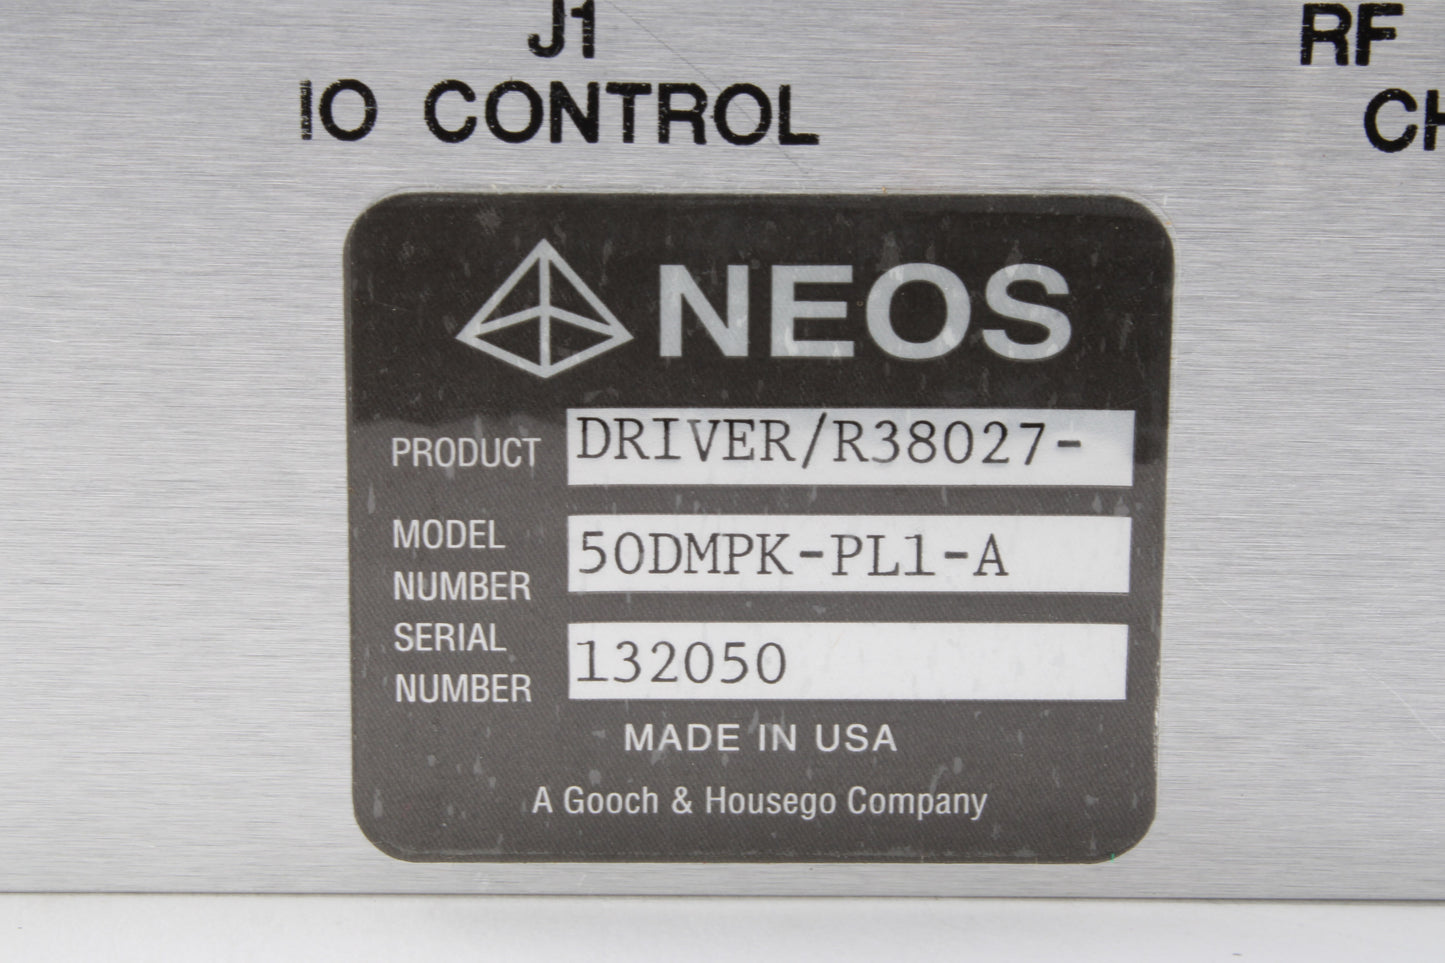 J1
IO CONTROL
RF
NEOS
PRODUCT DRIVER/R38027-
MODEL NUMBER 50DMPK-PL1-A
SERIAL NUMBER 132050
MADE IN USA
A Gooch & Housego Company